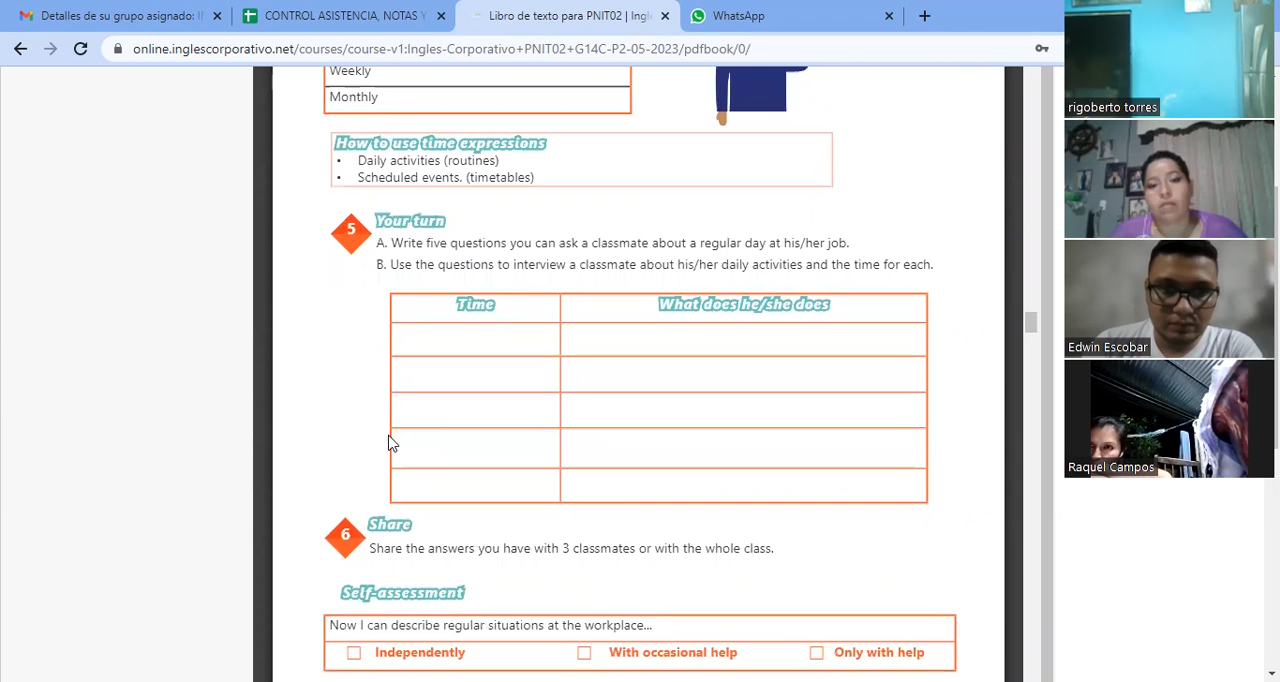 Detalles de su grupo asignado: If
CONTROL ASISTENCIA, NOTAS Y
Libro de texto para PNIT02 | Ingl
WhatsApp
online.inglescorporativo.net/courses/course-v1:Ingles-Corporativo+PNIT02+G14C-P2-05-2023/pdfbook/0/
Weekly
Monthly
How to use time expressions
• Daily activities (routines)
• Scheduled events. (timetables)
5 Your turn
A. Write five questions you can ask a classmate about a regular day at his/her job.
B. Use the questions to interview a classmate about his/her daily activities and the time for each.
Time What does he/she does
6 Share
Share the answers you have with 3 classmates or with the whole class.
Self-assessment
Now I can describe regular situations at the workplace...
Independently With occasional help Only with help
rigoberto torres
Edwin Escobar
Raquel Campos